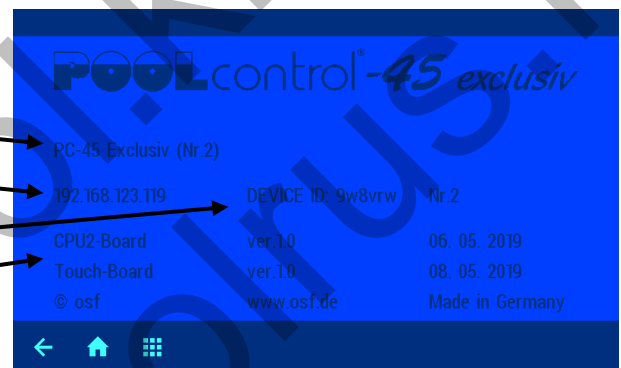 POOLcontrol®-45 exclusiv
PC-45 Exclusiv (Nr.2)
192.168.123.119 DEVICE ID: 9w8vrw Nr.2
CPU2-Board ver.1.0 06. 05. 2019
Touch-Board ver.1.0 08. 05. 2019
© osf www.osf.de Made in Germany